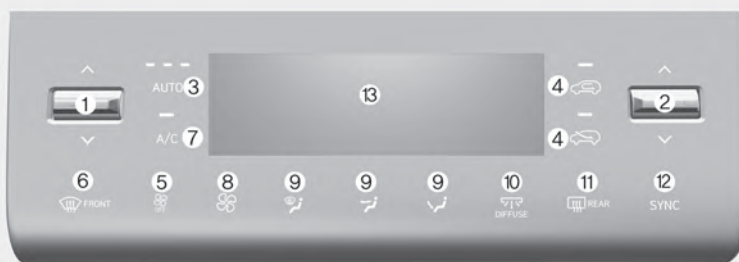 AUTO ③ ⑬ ④
① ②
A/C ⑦ ④
⑥ ⑤ ⑧ ⑨ ⑨ ⑨ ⑩ ⑪ ⑫
FRONT OFF DIFFUSE REAR SYNC